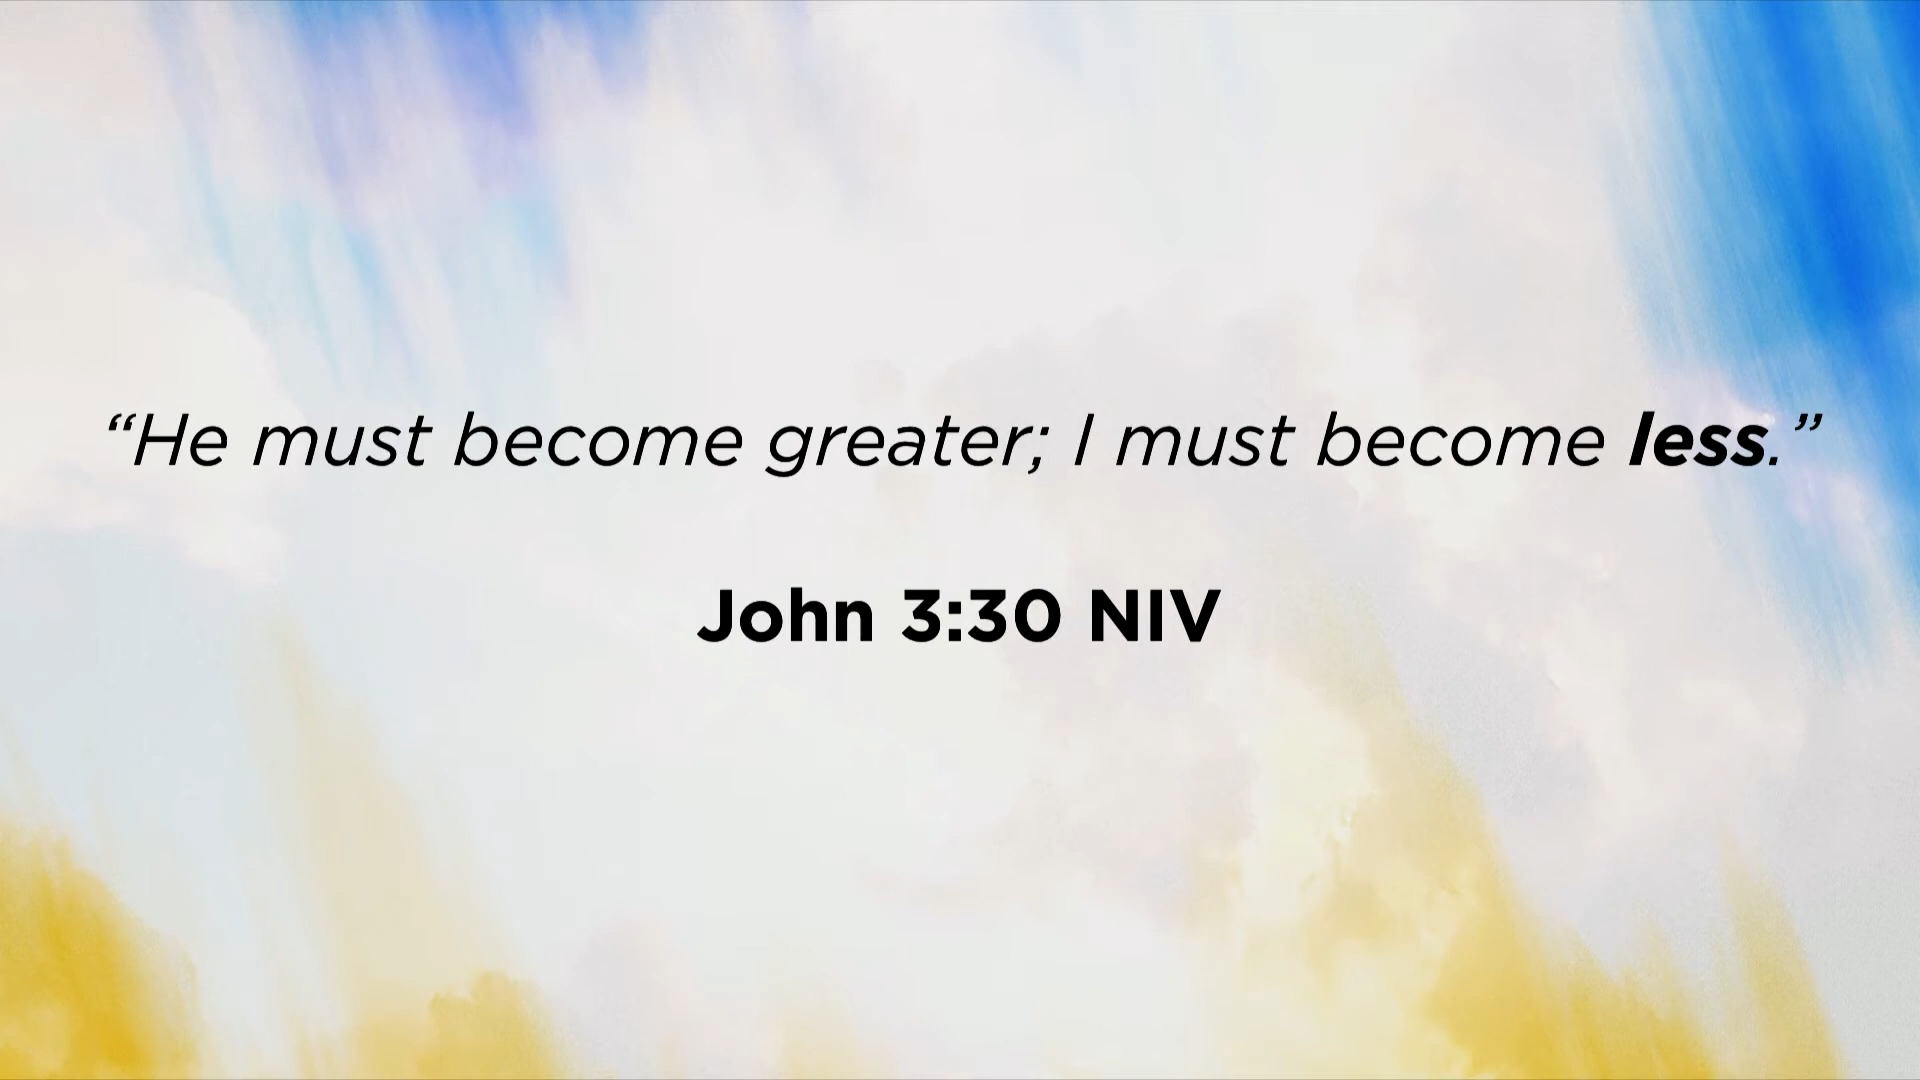 “He must become greater; I must become less.”
John 3:30 NIV